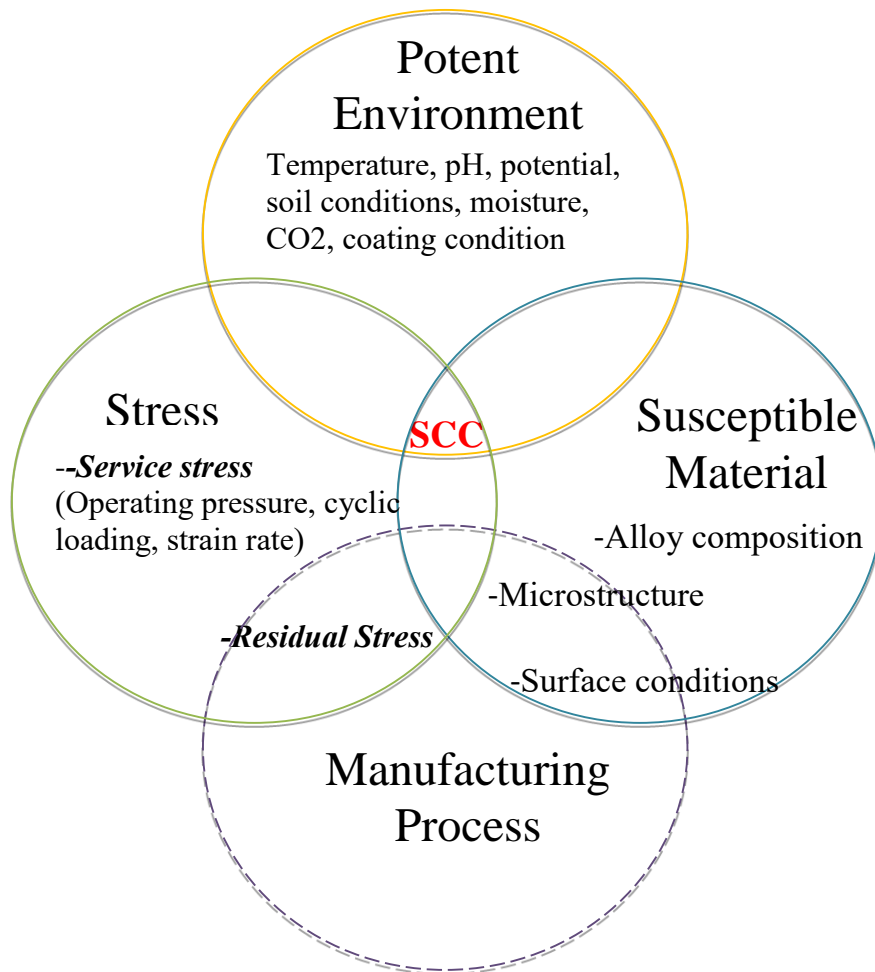 Potent
Environment
Temperature, pH, potential,
soil conditions, moisture,
CO2, coating condition
Stress
--Service stress
(Operating pressure, cyclic
loading, strain rate)
SCC
Susceptible
Material
-Alloy composition
-Microstructure
-Residual Stress
-Surface conditions
Manufacturing
Process